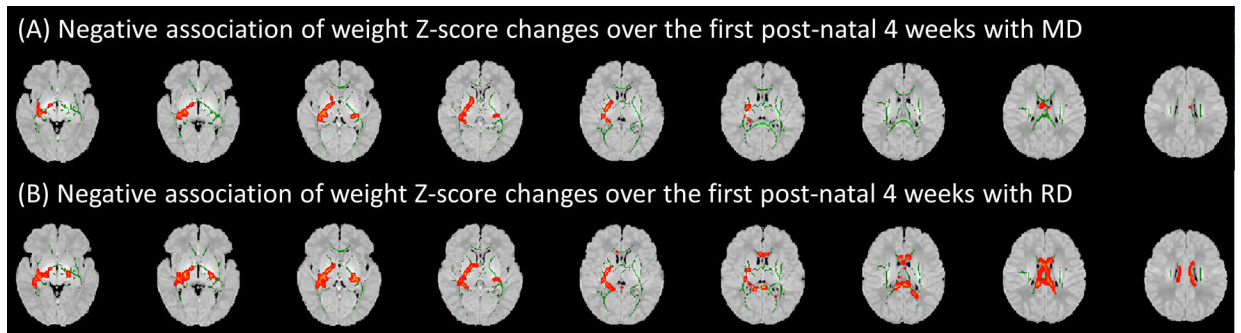 (A) Negative association of weight Z-score changes over the first post-natal 4 weeks with MD
(B) Negative association of weight Z-score changes over the first post-natal 4 weeks with RD